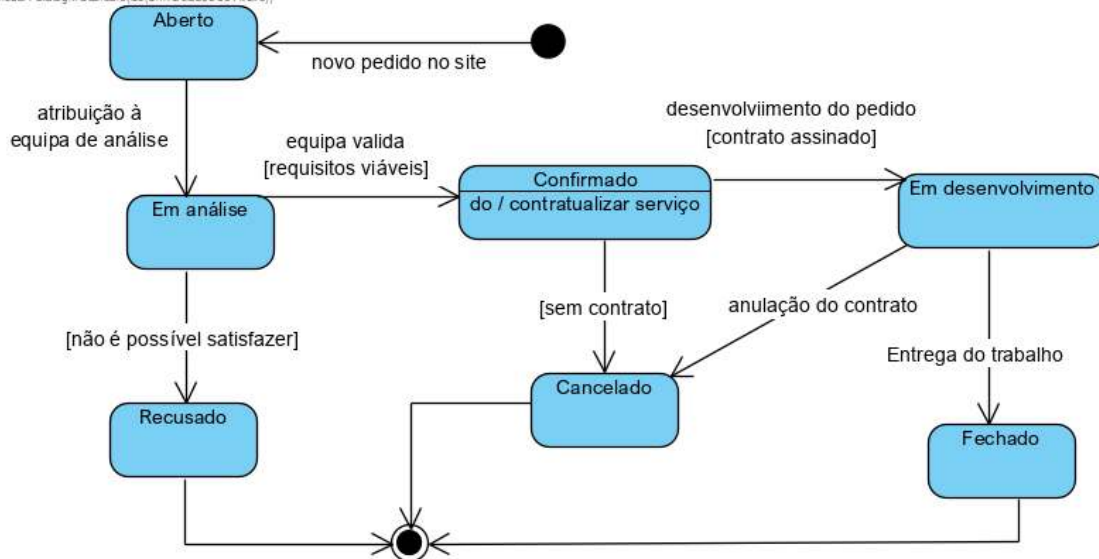 Aberto
novo pedido no site
atribuição à
equipa de análise
equipa valida
[requisitos viáveis]
desenvolviimento do pedido
[contrato assinado]
Em análise
Confirmado
do / contratualizar serviço
Em desenvolvimento
[não é possível satisfazer]
[sem contrato]
anulação do contrato
Entrega do trabalho
Recusado
Cancelado
Fechado